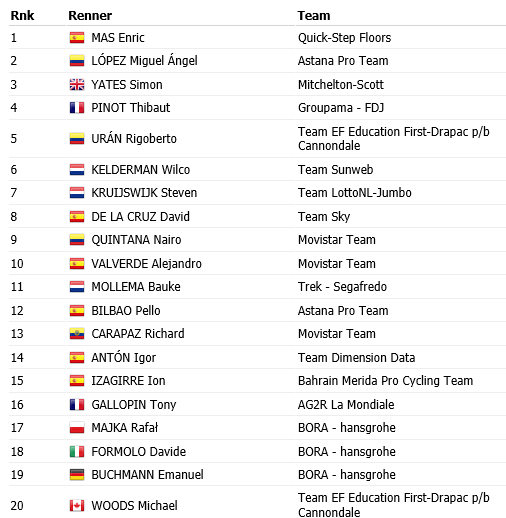 Rnk Renner Team
1 MAS Enric Quick-Step Floors
2 LÓPEZ Miguel Ángel Astana Pro Team
3 YATES Simon Mitchelton-Scott
4 PINOT Thibaut Groupama - FDJ
5 URÁN Rigoberto Team EF Education First-Drapac p/b
Cannondale
6 KELDERMAN Wilco Team Sunweb
7 KRUIJSWIJK Steven Team LottoNL-Jumbo
8 DE LA CRUZ David Team Sky
9 QUINTANA Nairo Movistar Team
10 VALVERDE Alejandro Movistar Team
11 MOLLEMA Bauke Trek - Segafredo
12 BILBAO Pello Astana Pro Team
13 CARAPAZ Richard Movistar Team
14 ANTÓN Igor Team Dimension Data
15 IZAGIRRE Ion Bahrain Merida Pro Cycling Team
16 GALLOPIN Tony AG2R La Mondiale
17 MAJKA Rafał BORA - hansgrohe
18 FORMOLO Davide BORA - hansgrohe
19 BUCHMANN Emanuel BORA - hansgrohe
20 WOODS Michael Team EF Education First-Drapac p/b
Cannondale